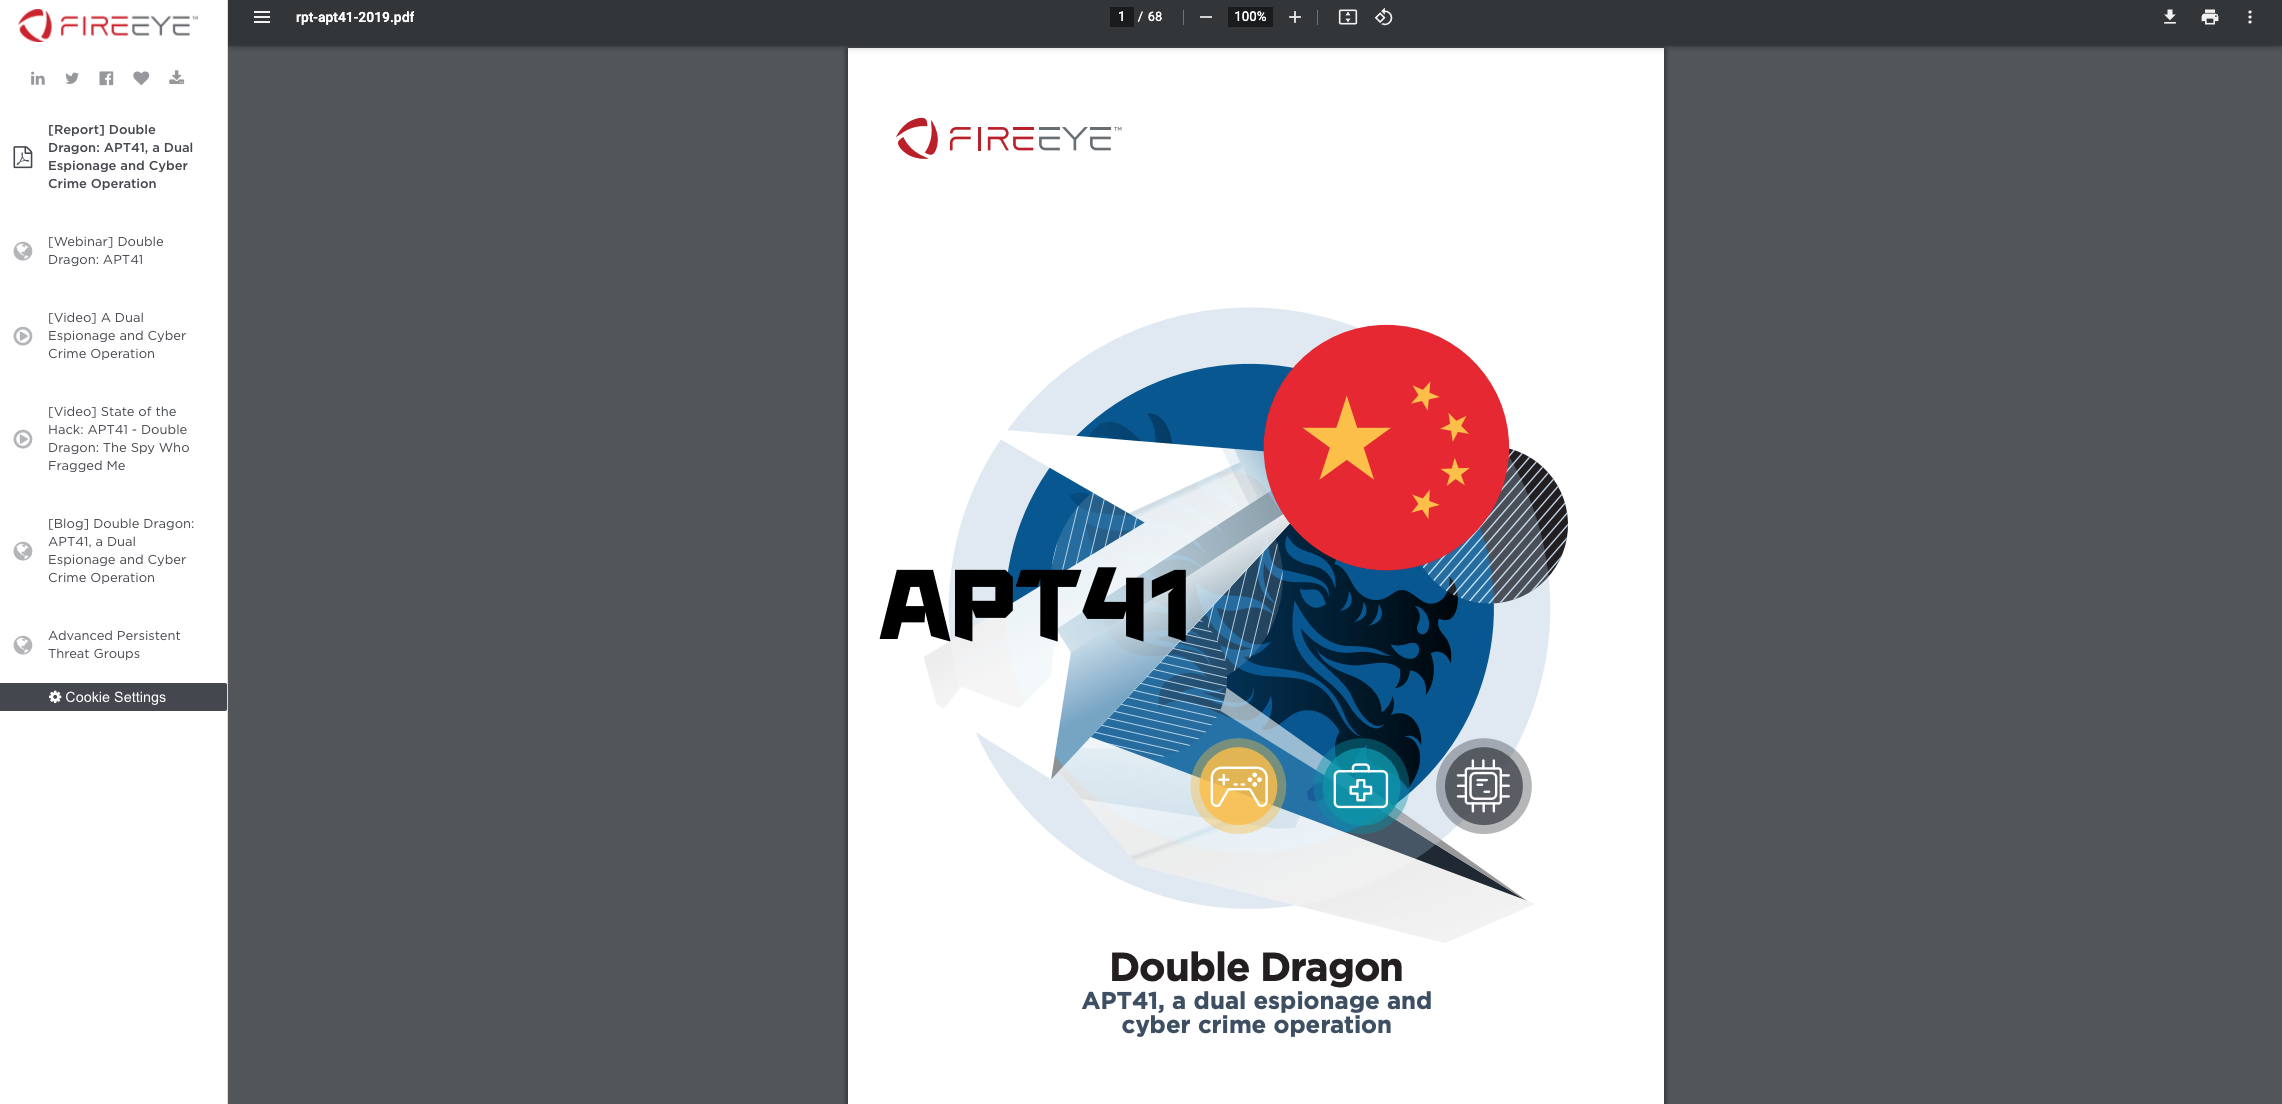 FIREEYE™
[Report] Double
Dragon: APT41, a Dual
Espionage and Cyber
Crime Operation
[Webinar] Double
Dragon: APT41
[Video] A Dual
Espionage and Cyber
Crime Operation
[Video] State of the
Hack: APT41 - Double
Dragon: The Spy Who
Fragged Me
[Blog] Double Dragon:
APT41, a Dual
Espionage and Cyber
Crime Operation
Advanced Persistent
Threat Groups
Cookie Settings
rpt-apt41-2019.pdf
1 / 68
100%
FIREEYE™
APT41
Double Dragon
APT41, a dual espionage and
cyber crime operation